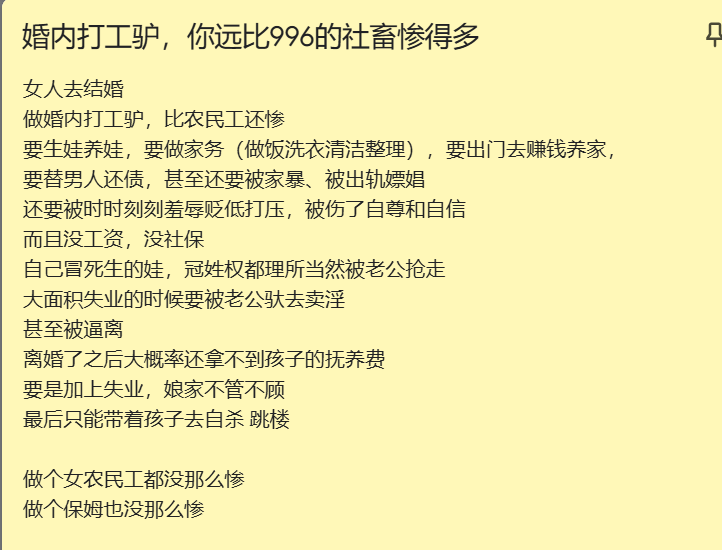 婚内打工驴，你远比996的社畜惨得多
女人去结婚
做婚内打工驴，比农民工还惨
要生娃养娃，要做家务（做饭洗衣清洁整理），要出门去赚钱养家，
要替男人还债，甚至还要被家暴、被出轨嫖娼
还要被时时刻刻羞辱贬低打压，被伤了自尊和自信
而且没工资，没社保
自己冒死生的娃，冠姓权都理所当然被老公抢走
大面积失业的时候要被老公驮去卖淫
甚至被逼离
离婚了之后大概率还拿不到孩子的抚养费
要是加上失业，娘家不管不顾
最后只能带着孩子去自杀 跳楼
做个女农民工都没那么惨
做个保姆也没那么惨